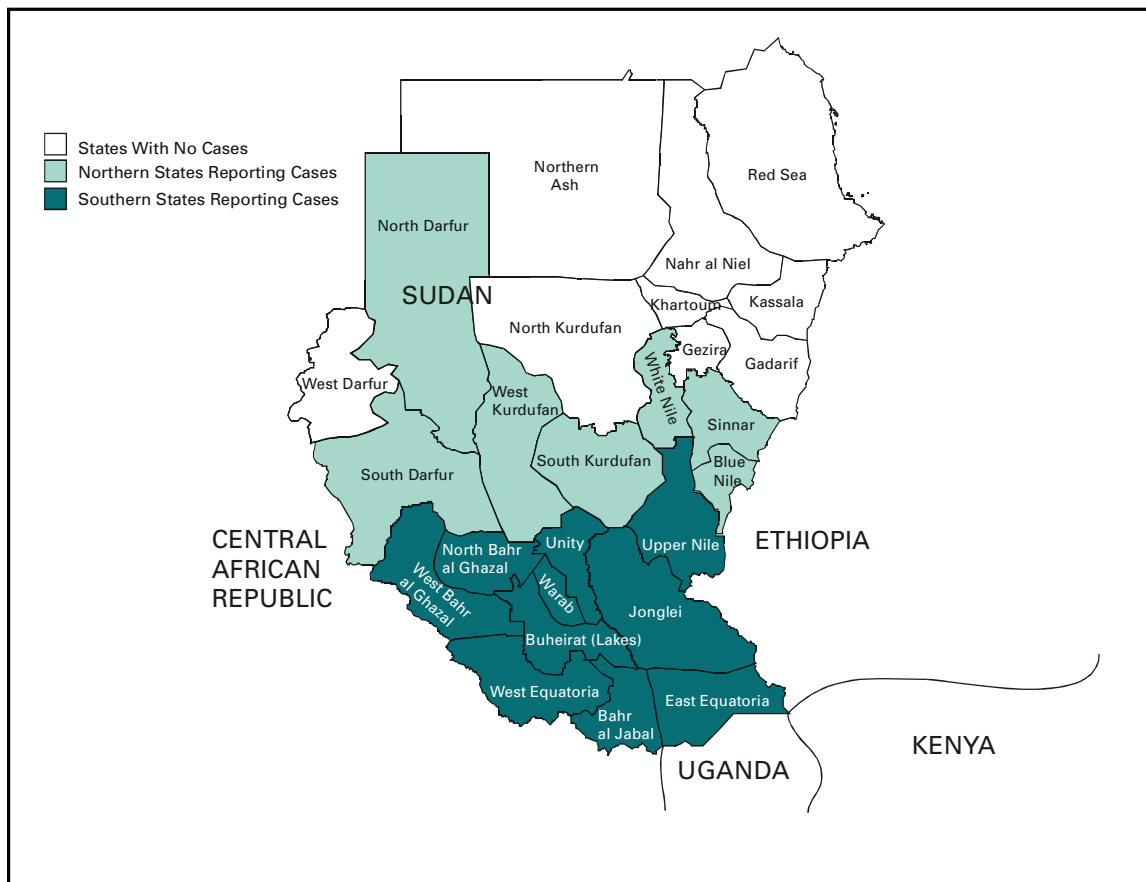 States With No Cases
Northern States Reporting Cases
Southern States Reporting Cases
Northern
Ash
Red Sea
North Darfur
Nahr al Niel
SUDAN
Khartoum
Kassala
North Kurdufan
Gezira
Gadarif
West Darfur
West
Kurdufan
White Nile
Sinnar
South Kurdufan
Blue
Nile
South Darfur
CENTRAL
AFRICAN
REPUBLIC
North Bahr
al Ghazal
Unity
Upper Nile
ETHIOPIA
West Bahr
al Ghazal
Warab
Jonglei
Buheirat (Lakes)
West Equatoria
East Equatoria
Bahr
al Jabal
UGANDA
KENYA